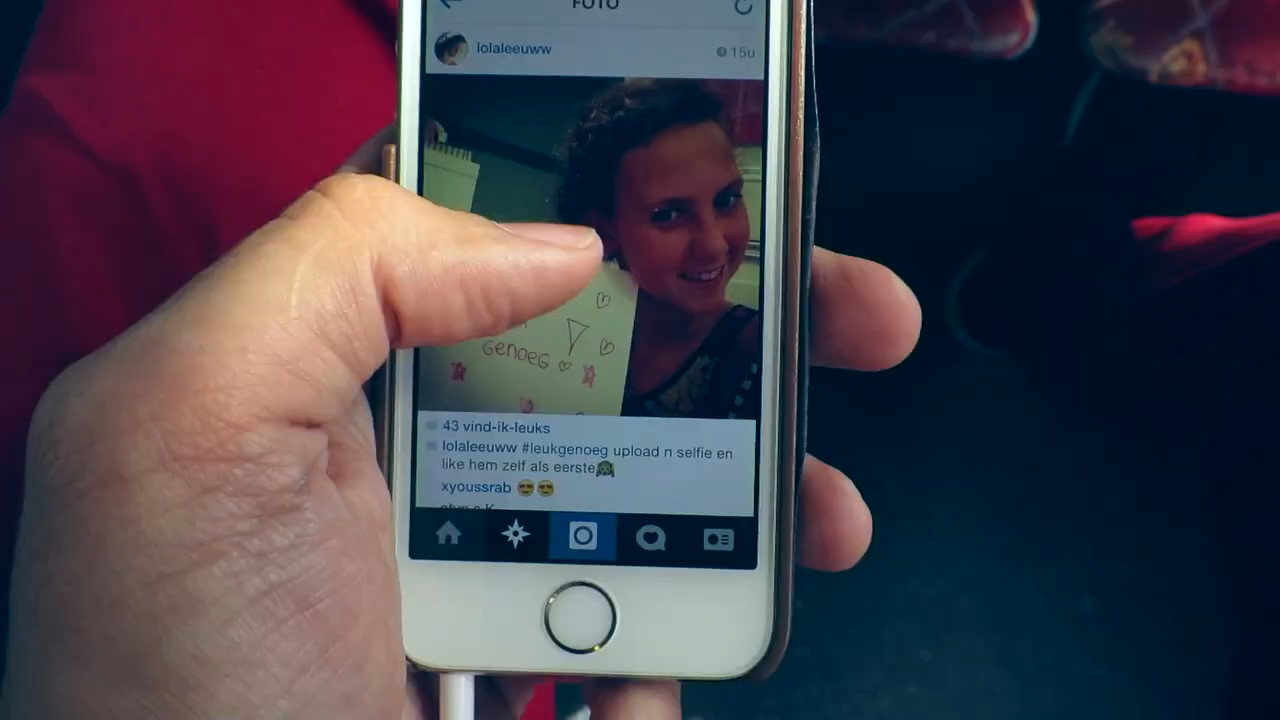 FOTO
lolaleeuww 15u
GENOEG
43 vind-ik-leuks
lolaleeuww #leukgenoeg upload n selfie en
like hem zelf als eerste
xyoussrab